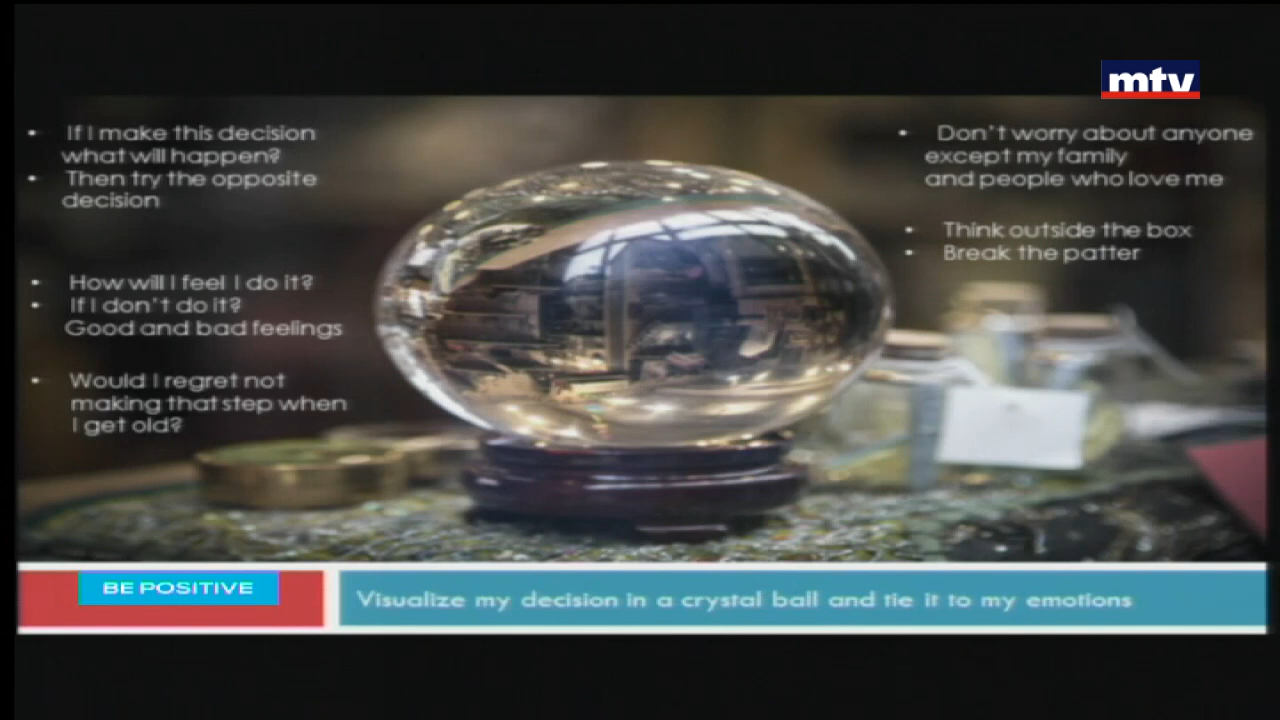 mtv
• If I make this decision
what will happen?
• Then try the opposite
decision
• How will I feel I do it?
• If I don't do it?
Good and bad feelings
• Would I regret not
making that step when
I get old?
• Don't worry about anyone
except my family
and people who love me
• Think outside the box
• Break the patter
BE POSITIVE
Visualize my decision in a crystal ball and tie it to my emotions